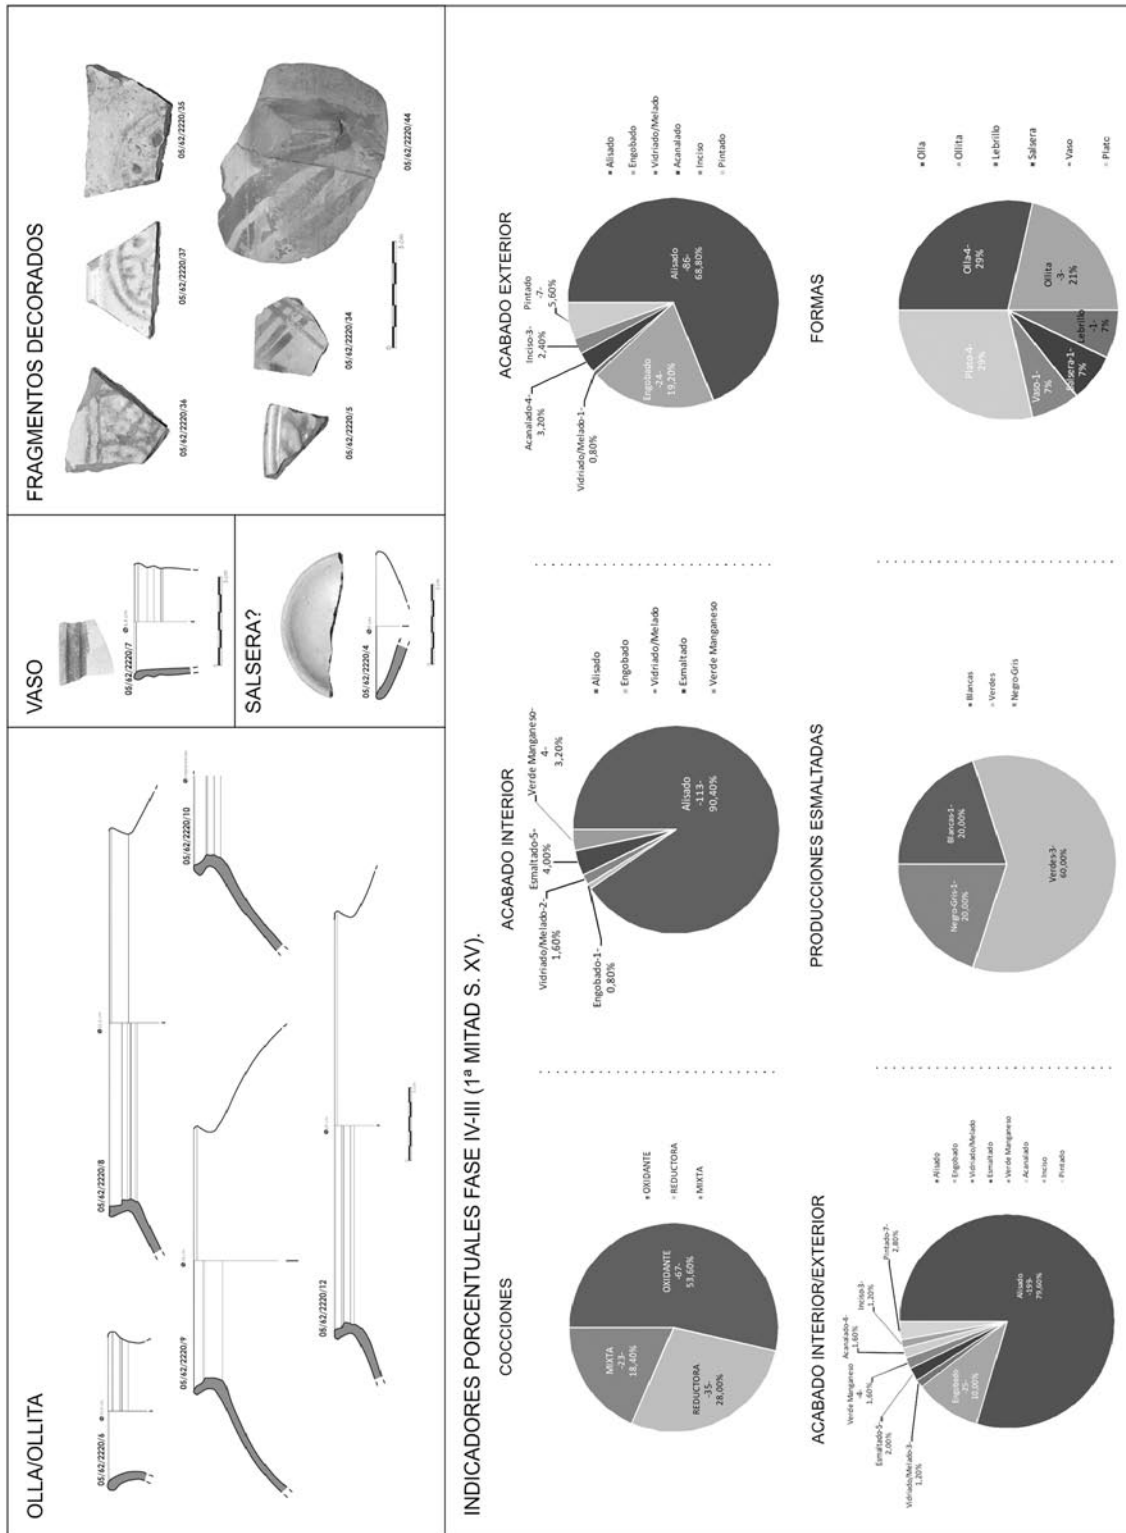 OLLA/OLLITA
05/62/2220/6
05/62/2220/8
05/62/2220/9
05/62/2220/10
05/62/2220/12
VASO
05/62/2220/7
5 cm
SALSERA?
05/62/2220/4
FRAGMENTOS DECORADOS
05/62/2220/36
05/62/2220/37
05/62/2220/35
05/62/2220/5
05/62/2220/34
05/62/2220/44
0
5 cm
INDICADORES PORCENTUALES FASE IV-III (1ª MITAD S. XV).
COCCIONES
MIXTA
-23-
18,40%
OXIDANTE
-67-
53,60%
REDUCTORA
-35-
28,00%
OXIDANTE
REDUCTORA
MIXTA
ACABADO INTERIOR
Verde Manganeso-
4-
3,20%
Esmaltado-5-
4,00%
Vidriado/Melado-2-
1,60%
Engobado-1-
0,80%
Alisado
-113-
90,40%
Alisado
Engobado
Vidriado/Melado
Esmaltado
Verde Manganeso
ACABADO EXTERIOR
Pintado
-7-
5,60%
Inciso-3-
2,40%
Acanalado-4-
3,20%
Vidriado/Melado-1-
0,80%
Engobado
-24-
19,20%
Alisado
-86-
68,80%
Alisado
Engobado
Vidriado/Melado
Acanalado
Inciso
Pintado
ACABADO INTERIOR/EXTERIOR
Pintado-7-
2,80%
Inciso-3-
1,20%
Acanalado-4-
1,60%
Verde Manganeso
-4-
1,60%
Esmaltado-5-
2,00%
Vidriado/Melado-3-
1,20%
Engobado
-25-
10,00%
Alisado
-199-
79,60%
Alisado
Engobado
Vidriado/Melado
Esmaltado
Verde Manganeso
Acanalado
Inciso
Pintado
PRODUCCIONES ESMALTADAS
Negro-Gris-1-
20,00%
Blancas-1-
20,00%
Verdes-3-
60,00%
Blancas
Verdes
Negro-Gris
FORMAS
Plato-4-
29%
Olla-4-
29%
Ollita
-3-
21%
Lebrillo
-1-
7%
Salsera-1-
7%
Vaso-1-
7%
Olla
Ollita
Lebrillo
Salsera
Vaso
Plato